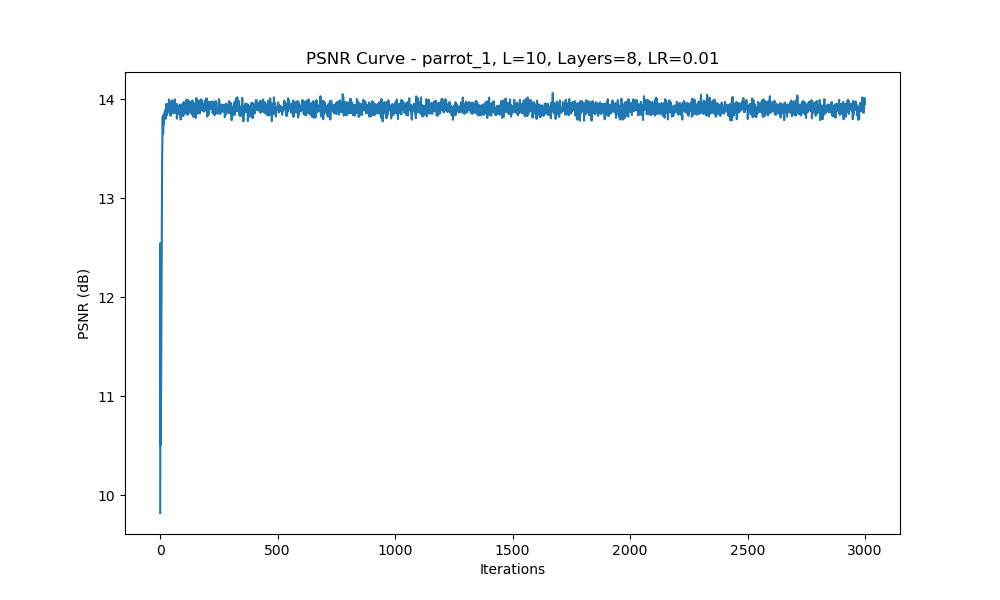 PSNR Curve - parrot_1, L=10, Layers=8, LR=0.01
PSNR (dB)
14
13
12
11
10
0 500 1000 1500 2000 2500 3000
Iterations